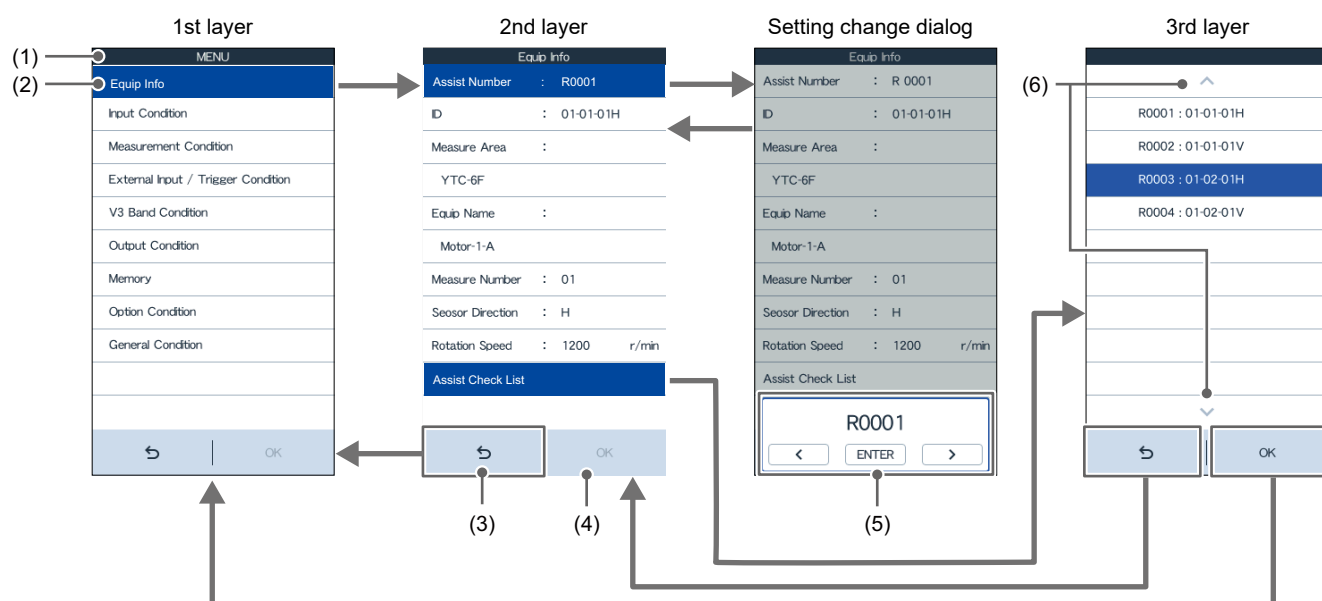 1st layer
2nd layer
Setting change dialog
3rd layer
(1)
MENU
(2)
Equip Info
Input Condition
Measurement Condition
External Input / Trigger Condition
V3 Band Condition
Output Condition
Memory
Option Condition
General Condition
OK
Equip Info
Assist Number : R0001
ID : 01-01-01H
Measure Area :
YTC-6F
Equip Name :
Motor-1-A
Measure Number : 01
Seosor Direction : H
Rotation Speed : 1200 r/min
Assist Check List
OK
(3)
(4)
Equip Info
Assist Number : R 0001
ID : 01-01-01H
Measure Area :
YTC-6F
Equip Name :
Motor-1-A
Measure Number : 01
Seosor Direction : H
Rotation Speed : 1200 r/min
Assist Check List
R0001
< ENTER >
(5)
(6)
R0001 : 01-01-01H
R0002 : 01-01-01V
R0003 : 01-02-01H
R0004 : 01-02-01V
OK